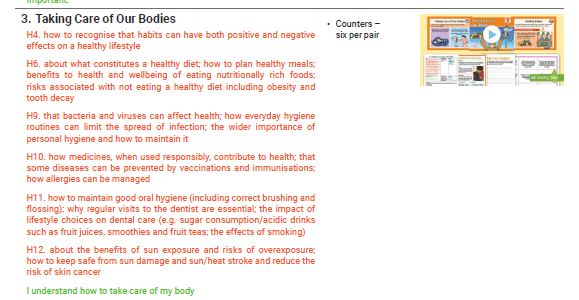 important.
3. Taking Care of Our Bodies
H4. how to recognise that habits can have both positive and negative
effects on a healthy lifestyle
H6. about what constitutes a healthy diet; how to plan healthy meals;
benefits to health and wellbeing of eating nutritionally rich foods;
risks associated with not eating a healthy diet including obesity and
tooth decay
H9. that bacteria and viruses can affect health; how everyday hygiene
routines can limit the spread of infection; the wider importance of
personal hygiene and how to maintain it
H10. how medicines, when used responsibly, contribute to health; that
some diseases can be prevented by vaccinations and immunisations;
how allergies can be managed
H11. how to maintain good oral hygiene (including correct brushing and
flossing); why regular visits to the dentist are essential; the impact of
lifestyle choices on dental care (e.g. sugar consumption/acidic drinks
such as fruit juices, smoothies and fruit teas; the effects of smoking)
H12. about the benefits of sun exposure and risks of overexposure;
how to keep safe from sun damage and sun/heat stroke and reduce the
risk of skin cancer
I understand how to take care of my body
• Counters –
six per pair